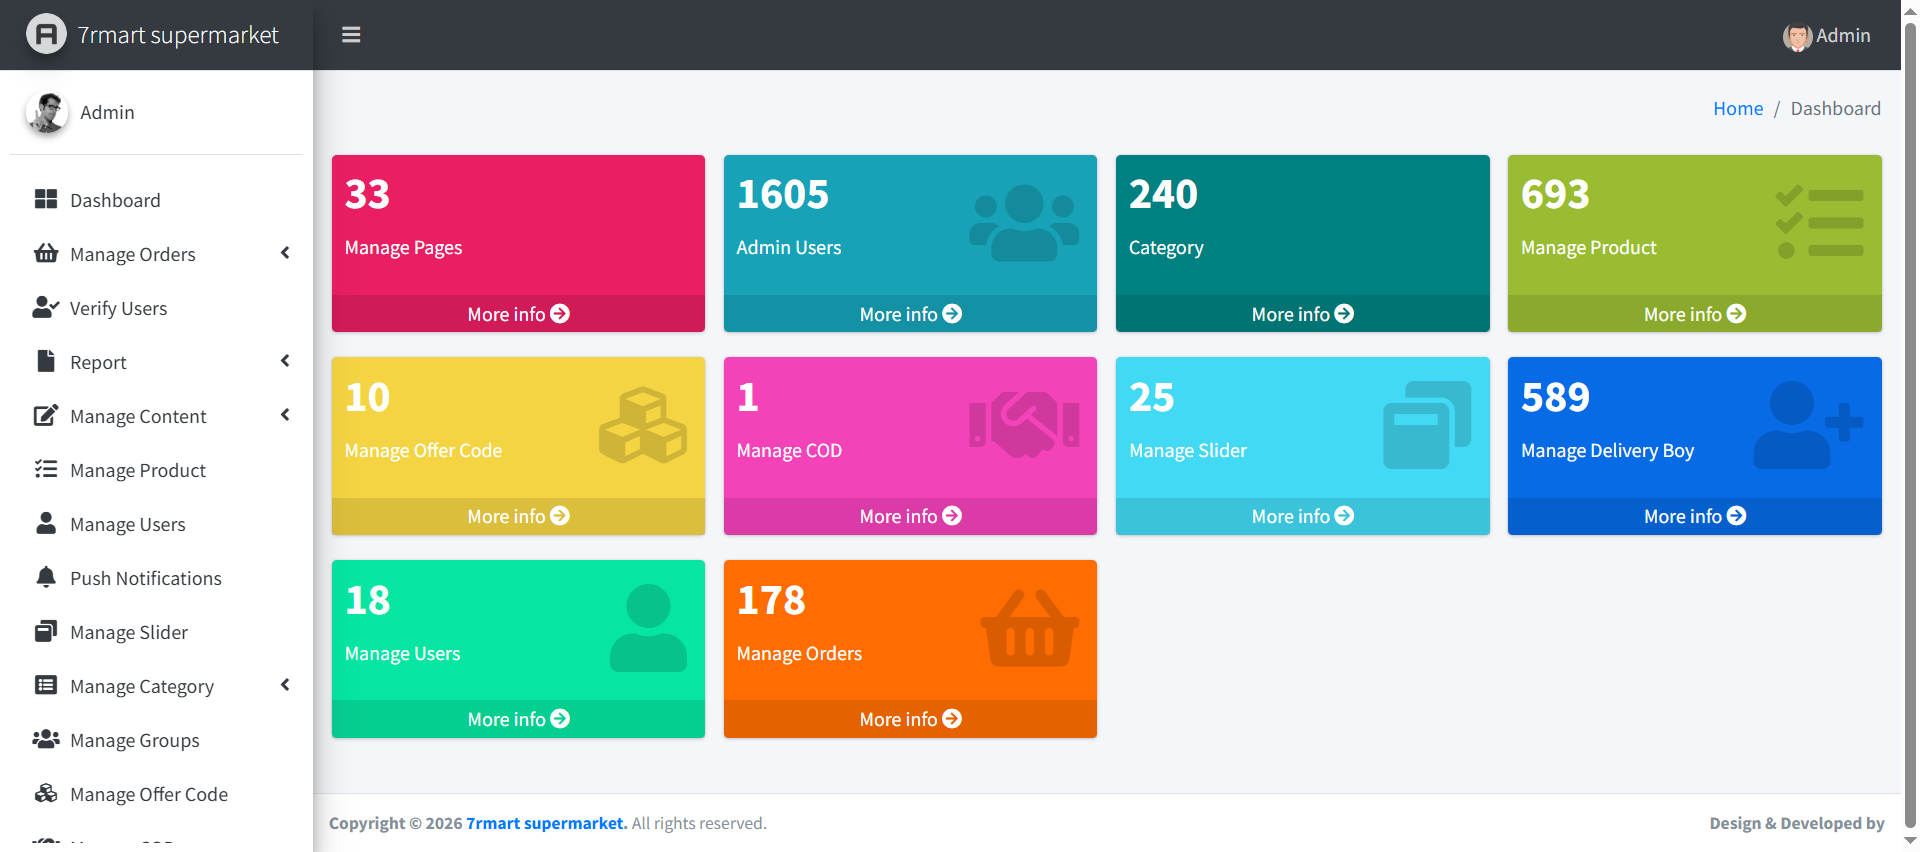 7rmart supermarket
Admin
Admin
Home / Dashboard
Dashboard
Manage Orders
Verify Users
Report
Manage Content
Manage Product
Manage Users
Push Notifications
Manage Slider
Manage Category
Manage Groups
Manage Offer Code
33
Manage Pages
More info
1605
Admin Users
More info
240
Category
More info
693
Manage Product
More info
10
Manage Offer Code
More info
1
Manage COD
More info
25
Manage Slider
More info
589
Manage Delivery Boy
More info
18
Manage Users
More info
178
Manage Orders
More info
Copyright © 2026 7rmart supermarket. All rights reserved.
Design & Developed by